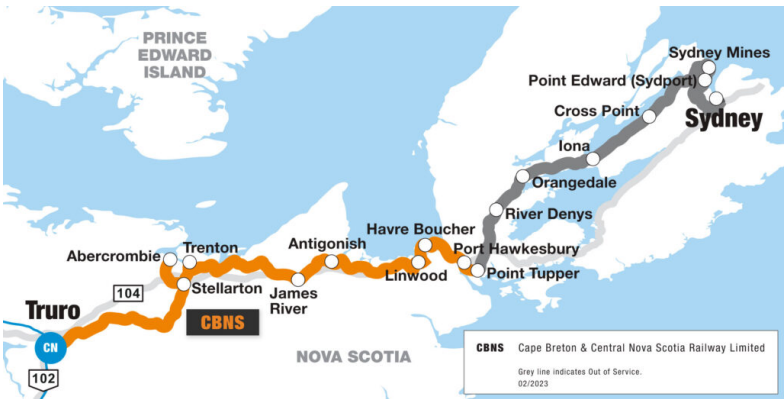 PRINCE
EDWARD
ISLAND
Sydney Mines
Point Edward (Sydport)
Cross Point
Sydney
Iona
Orangedale
River Denys
Havre Boucher
Antigonish
Port Hawkesbury
Abercrombie
Trenton
Linwood
Point Tupper
Stellarton
James
River
104
Truro
CBNS
CN
102
NOVA SCOTIA
CBNS Cape Breton & Central Nova Scotia Railway Limited
Grey line indicates Out of Service.
02/2023